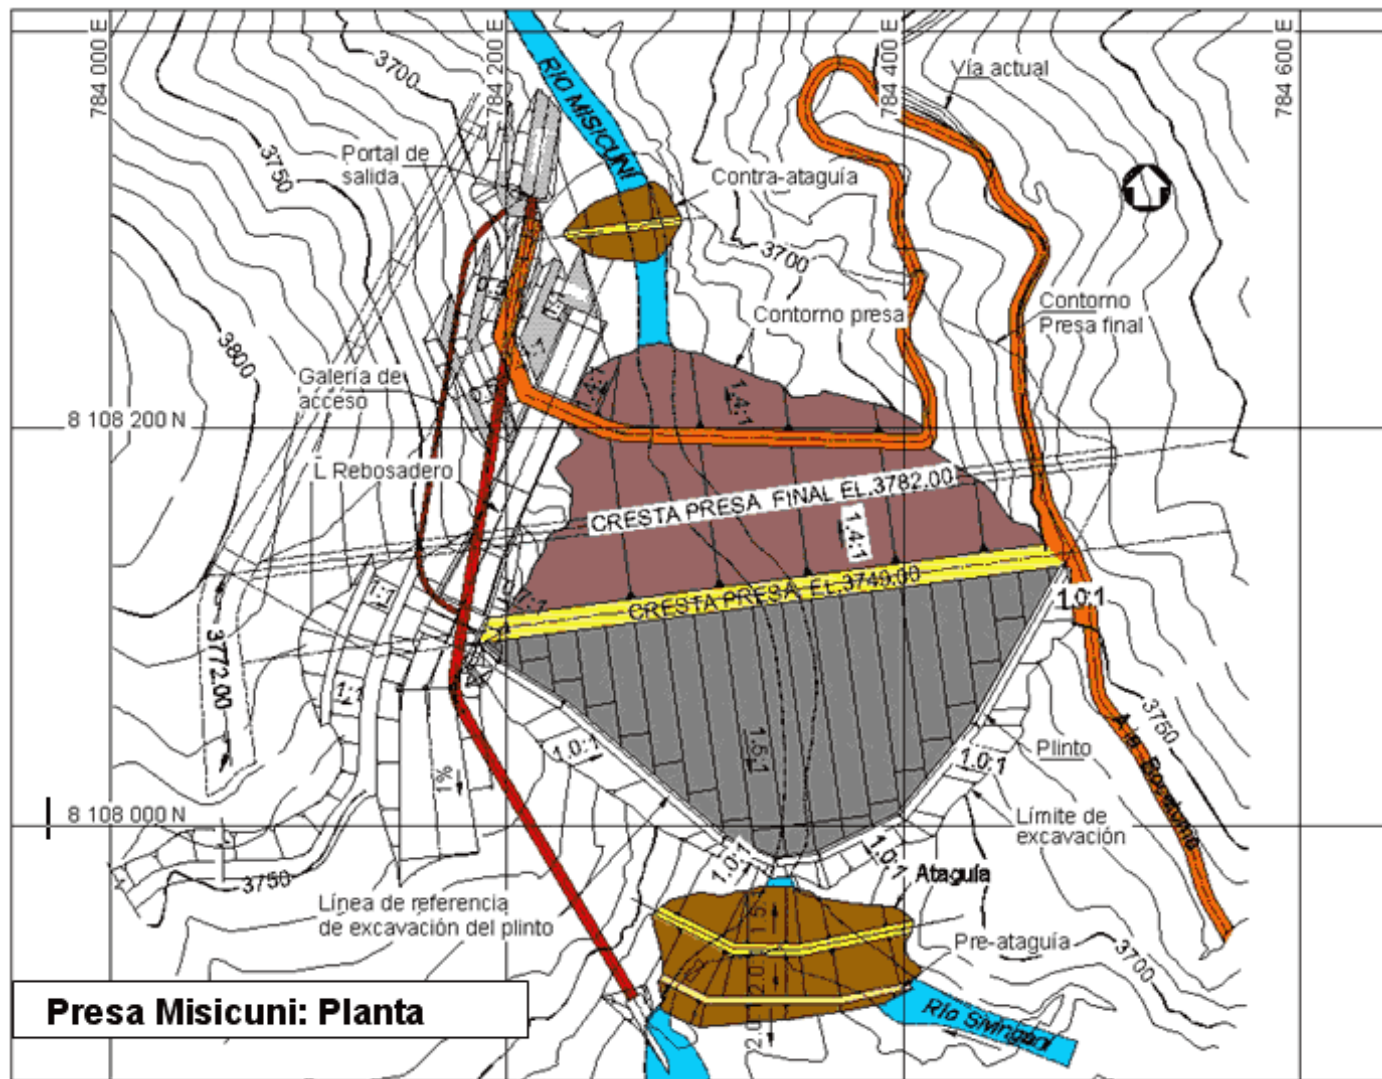 784 000 E
784 200 E
784 400 E
784 600 E
3700
RIO MISICUNÍ
Vía actual
Portal de
salida
3750
Contra-ataguía
3700
Contorno
Presa final
Contorno presa
3800
Galería de
acceso
1.4:1
8 108 200 N
L Rebosadero
CRESTA PRESA FINAL EL.3782.00
1.4:1
CRESTA PRESA EL.3749.00
1:1
1.0:1
3772.00
1:1
1.5:1
1.0:1
1.0:1
Plinto
3750
A la Bocatoma
1%
Límite de
excavación
8 108 000 N
1.0:1
1.0:1
Ataguía
3750
Línea de referencia
de excavación del plinto
Pre-ataguía
3700
Río Sivingani
Presa Misicuni: Planta